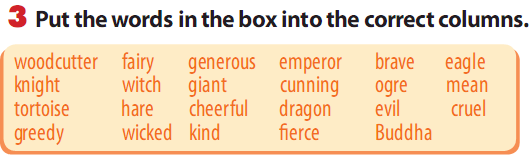 3 Put the words in the box into the correct columns.
woodcutter fairy generous emperor brave eagle
knight witch giant cunning ogre mean
tortoise hare cheerful dragon evil cruel
greedy wicked kind fierce Buddha